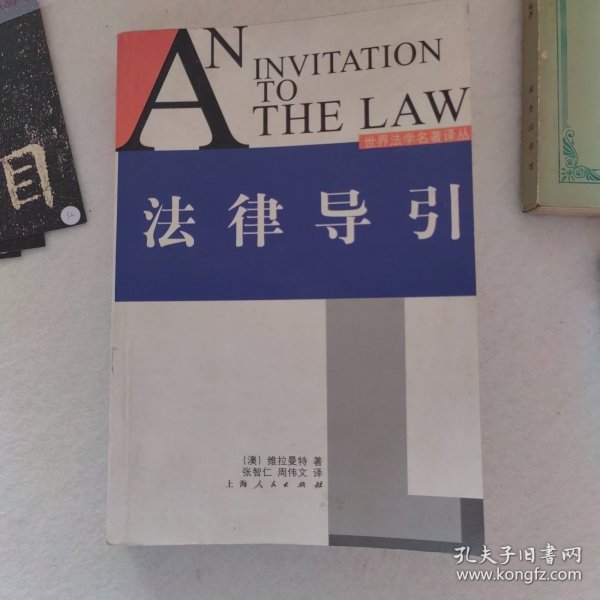 AN INVITATION
TO
THE LAW
世界法学名著译丛
法律导引
(澳) 维拉曼特 著
张智仁 周伟文 译
上海人民出版社
目
孔夫子旧书网
www.kongfz.com